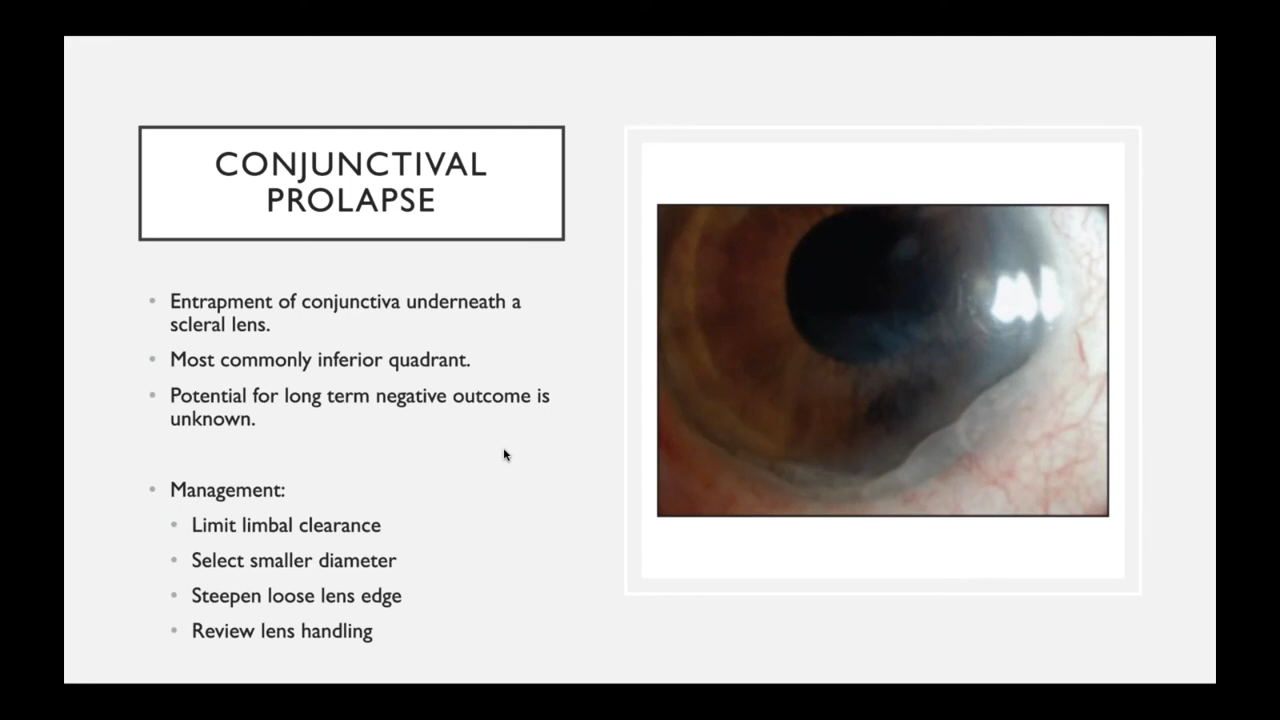 CONJUNCTIVAL
PROLAPSE
• Entrapment of conjunctiva underneath a
scleral lens.
• Most commonly inferior quadrant.
• Potential for long term negative outcome is
unknown.
• Management:
• Limit limbal clearance
• Select smaller diameter
• Steepen loose lens edge
• Review lens handling